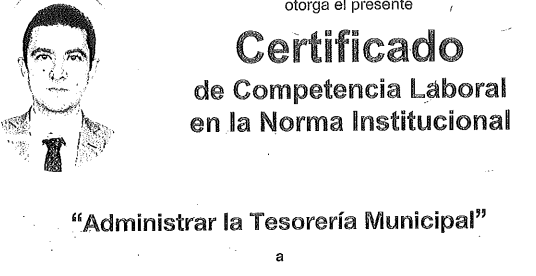 otorga el presente
Certificado
de Competencia Laboral
en la Norma Institucional
“Administrar la Tesorería Municipal”
a